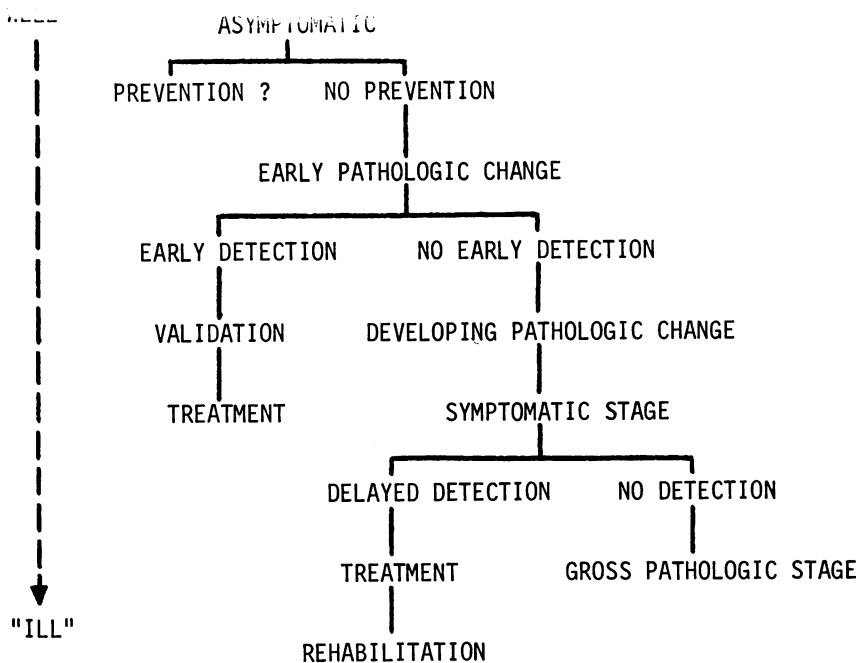 ASYMPTOMATIC
PREVENTION ? NO PREVENTION
EARLY PATHOLOGIC CHANGE
EARLY DETECTION NO EARLY DETECTION
VALIDATION DEVELOPING PATHOLOGIC CHANGE
TREATMENT SYMPTOMATIC STAGE
DELAYED DETECTION NO DETECTION
TREATMENT GROSS PATHOLOGIC STAGE
"ILL"
REHABILITATION